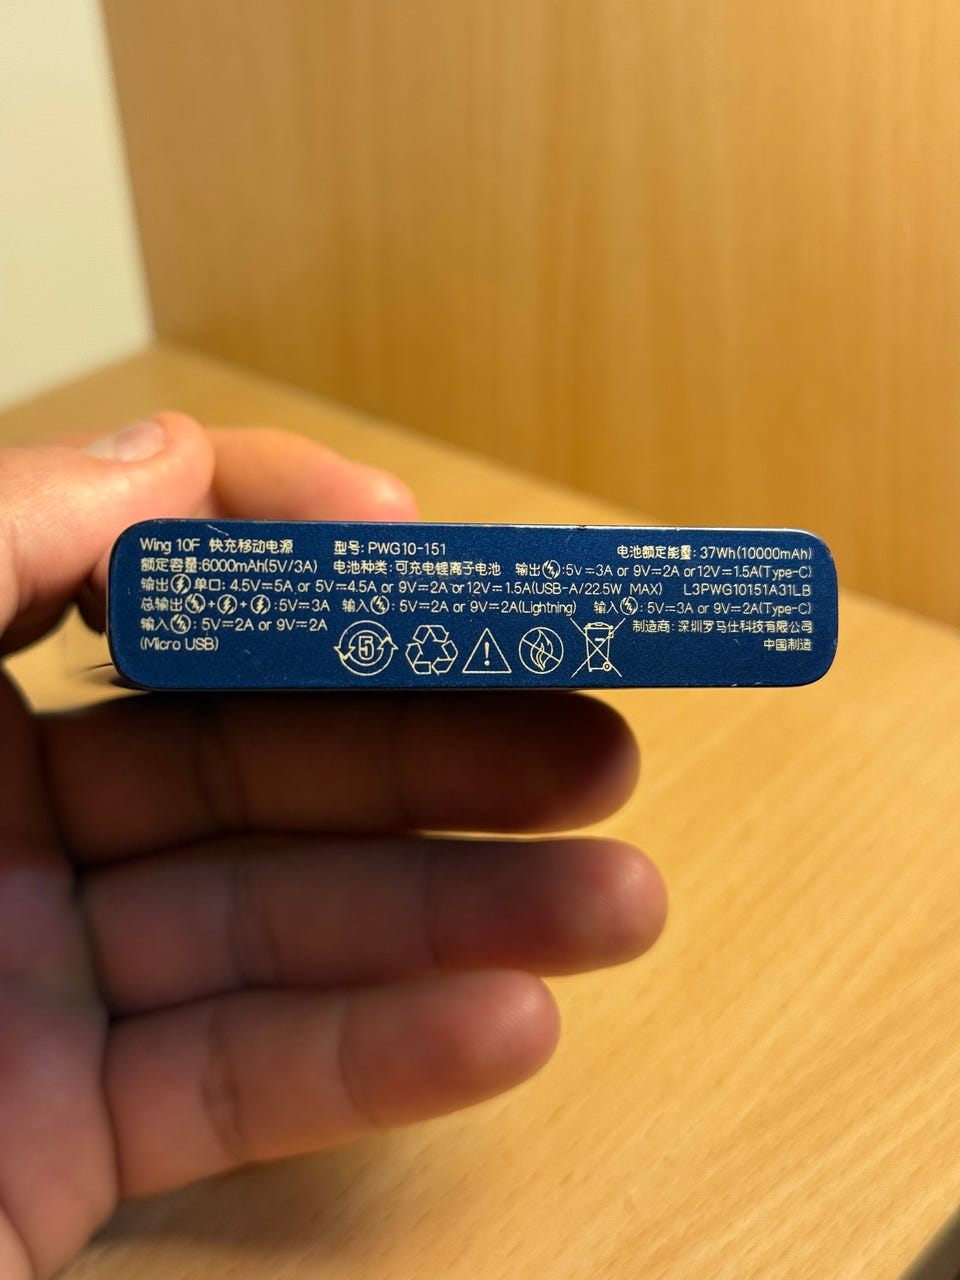 Wing 10F 快充移动电源 型号: PWG10-151 电池额定能量: 37Wh(10000mAh)
额定容量:6000mAh(5V/3A) 电池种类: 可充电锂离子电池 输出:5V⎓3A or 9V⎓2A or12V⎓1.5A(Type-C)
输出 单口: 4.5V⎓5A or 5V⎓4.5A or 9V⎓2A or12V⎓1.5A(USB-A/22.5W MAX) L3PWG10151A31LB
总输出 + + :5V⎓3A 输入: 5V⎓2A or 9V⎓2A(Lightning) 输入: 5V⎓3A or 9V⎓2A(Type-C)
输入: 5V⎓2A or 9V⎓2A 制造商: 深圳罗马仕科技有限公司
(Micro USB) 5 中国制造